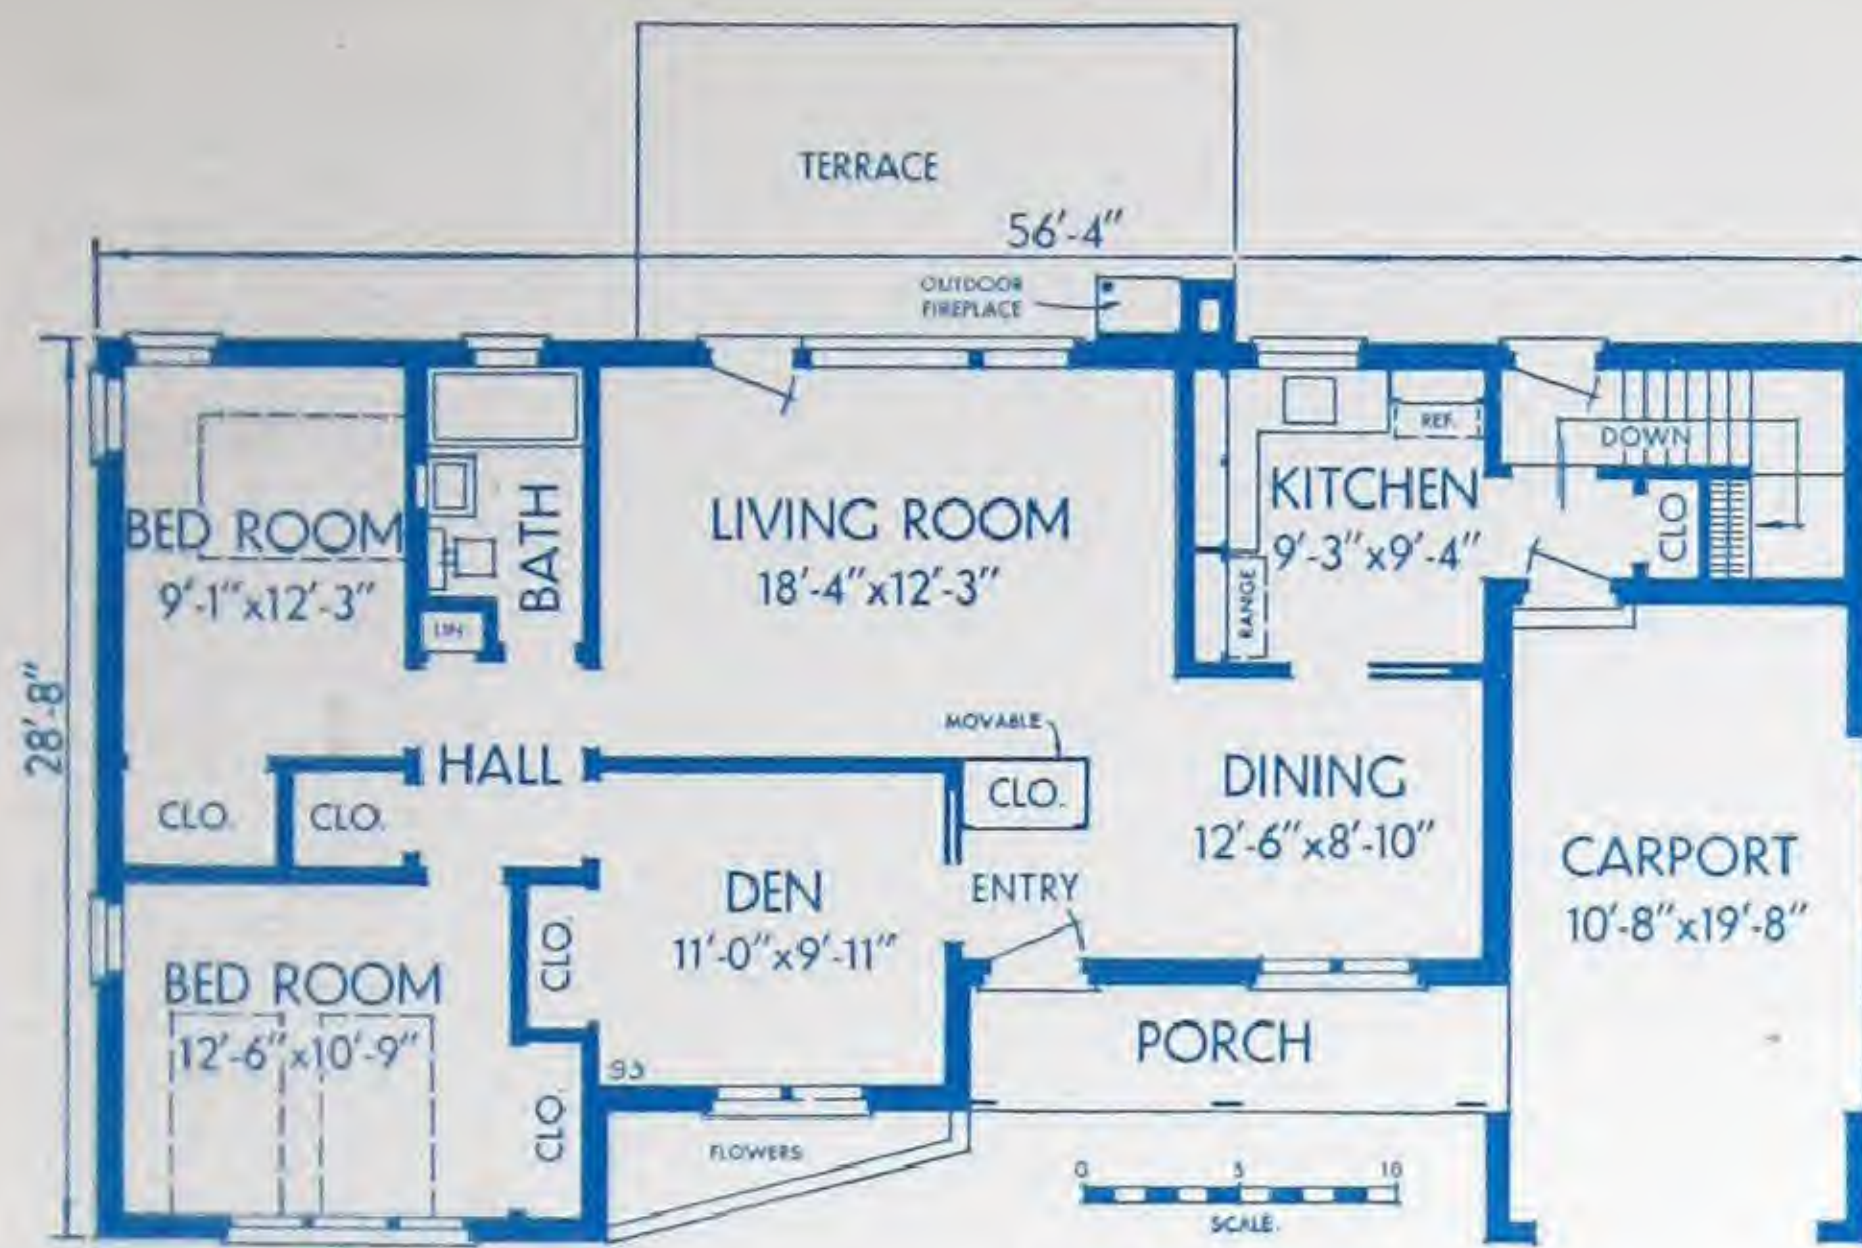 TERRACE
56'-4"
OUTDOOR
FIREPLACE
REF.
DOWN
BED ROOM
9'-1"x12'-3"
BATH
LIN.
LIVING ROOM
18'-4"x12'-3"
KITCHEN
9'-3"x9'-4"
RANGE
CLO
28'-8"
HALL
MOVABLE
CLO.
CLO.
CLO.
DINING
12'-6"x8'-10"
CARPORT
10'-8"x19'-8"
DEN
11'-0"x9'-11"
ENTRY
CLO.
BED ROOM
12'-6"x10'-9"
CLO.
93
PORCH
FLOWERS
0 5 10
SCALE.